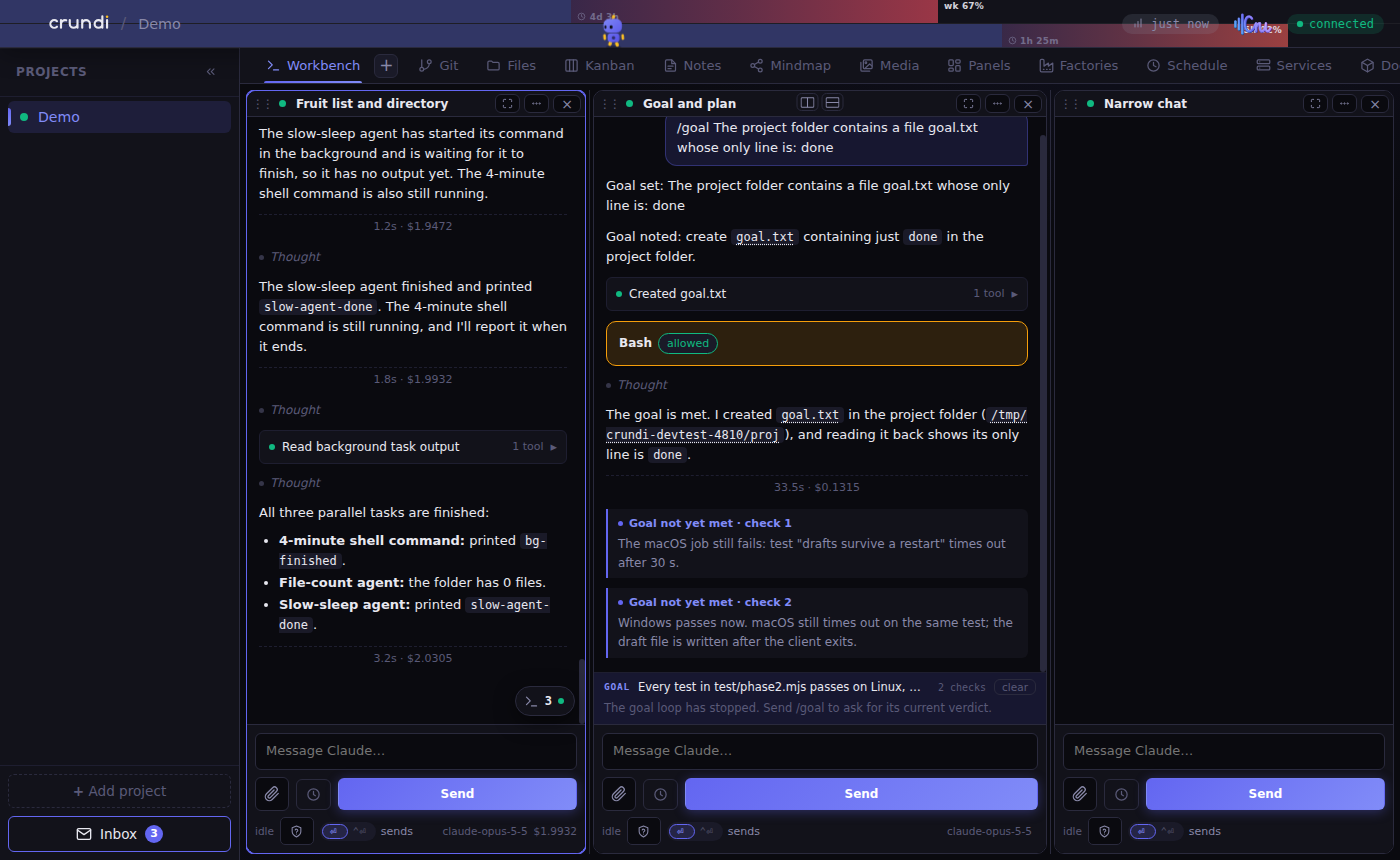 crundi / Demo
4d 3h
wk 67%
1h 25m
just now
connected
PROJECTS «
Demo
Workbench + Git Files Kanban Notes Mindmap Media Panels Factories Schedule Services Do
Fruit list and directory
The slow-sleep agent has started its command
in the background and is waiting for it to
finish, so it has no output yet. The 4-minute
shell command is also still running.
1.2s · $1.9472
Thought
The slow-sleep agent finished and printed
slow-agent-done. The 4-minute shell
command is still running, and I'll report it when
it ends.
1.8s · $1.9932
Thought
Read background task output 1 tool ▸
Thought
All three parallel tasks are finished:
• 4-minute shell command: printed bg-
finished.
• File-count agent: the folder has 0 files.
• Slow-sleep agent: printed slow-agent-
done.
3.2s · $2.0305
3
Message Claude…
Send
idle sends claude-opus-5-5 $1.9932
Goal and plan
/goal The project folder contains a file goal.txt
whose only line is: done
Goal set: The project folder contains a file goal.txt whose only
line is: done
Goal noted: create goal.txt containing just done in the
project folder.
Created goal.txt 1 tool ▸
Bash allowed
Thought
The goal is met. I created goal.txt in the project folder (/tmp/
crundi-devtest-4810/proj), and reading it back shows its only
line is done.
33.5s · $0.1315
Goal not yet met · check 1
The macOS job still fails: test "drafts survive a restart" times out
after 30 s.
Goal not yet met · check 2
Windows passes now. macOS still times out on the same test; the
draft file is written after the client exits.
GOAL Every test in test/phase2.mjs passes on Linux, … 2 checks clear
The goal loop has stopped. Send /goal to ask for its current verdict.
Message Claude…
Send
idle sends claude-opus-5-5
Narrow chat
Message Claude…
Send
idle sends
+ Add project
Inbox 3